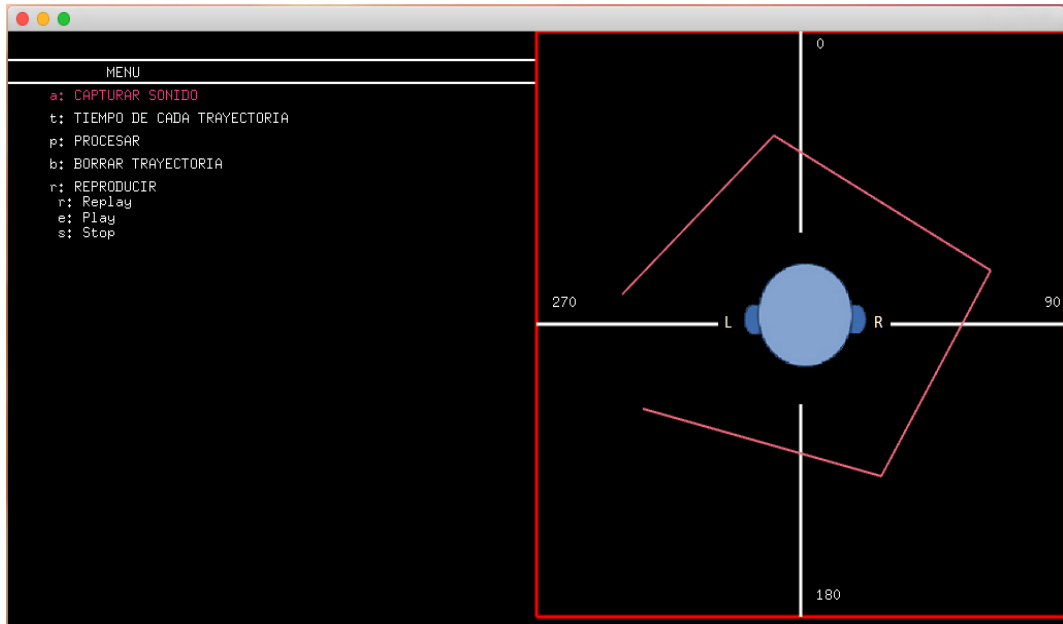 MENU
a: CAPTURAR SONIDO
t: TIEMPO DE CADA TRAYECTORIA
p: PROCESAR
b: BORRAR TRAYECTORIA
r: REPRODUCIR
r: Replay
e: Play
s: Stop
0
270
90
L
R
180